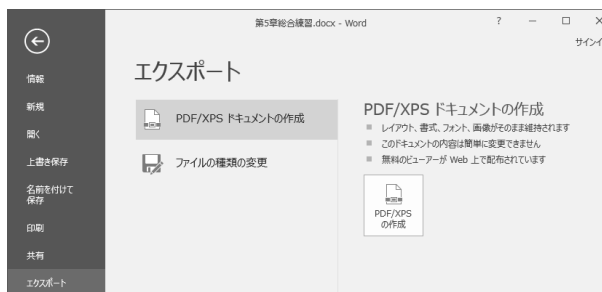 第5章総合練習.docx - Word
?
サインイ
エクスポート
情報
新規
開く
上書き保存
名前を付けて
保存
印刷
共有
エクスポート
PDF/XPS ドキュメントの作成
ファイルの種類の変更
PDF/XPS ドキュメントの作成
レイアウト、書式、フォント、画像がそのまま維持されます
このドキュメントの内容は簡単に変更できません
無料のビューアーが Web 上で配布されています
PDF/XPS
の作成